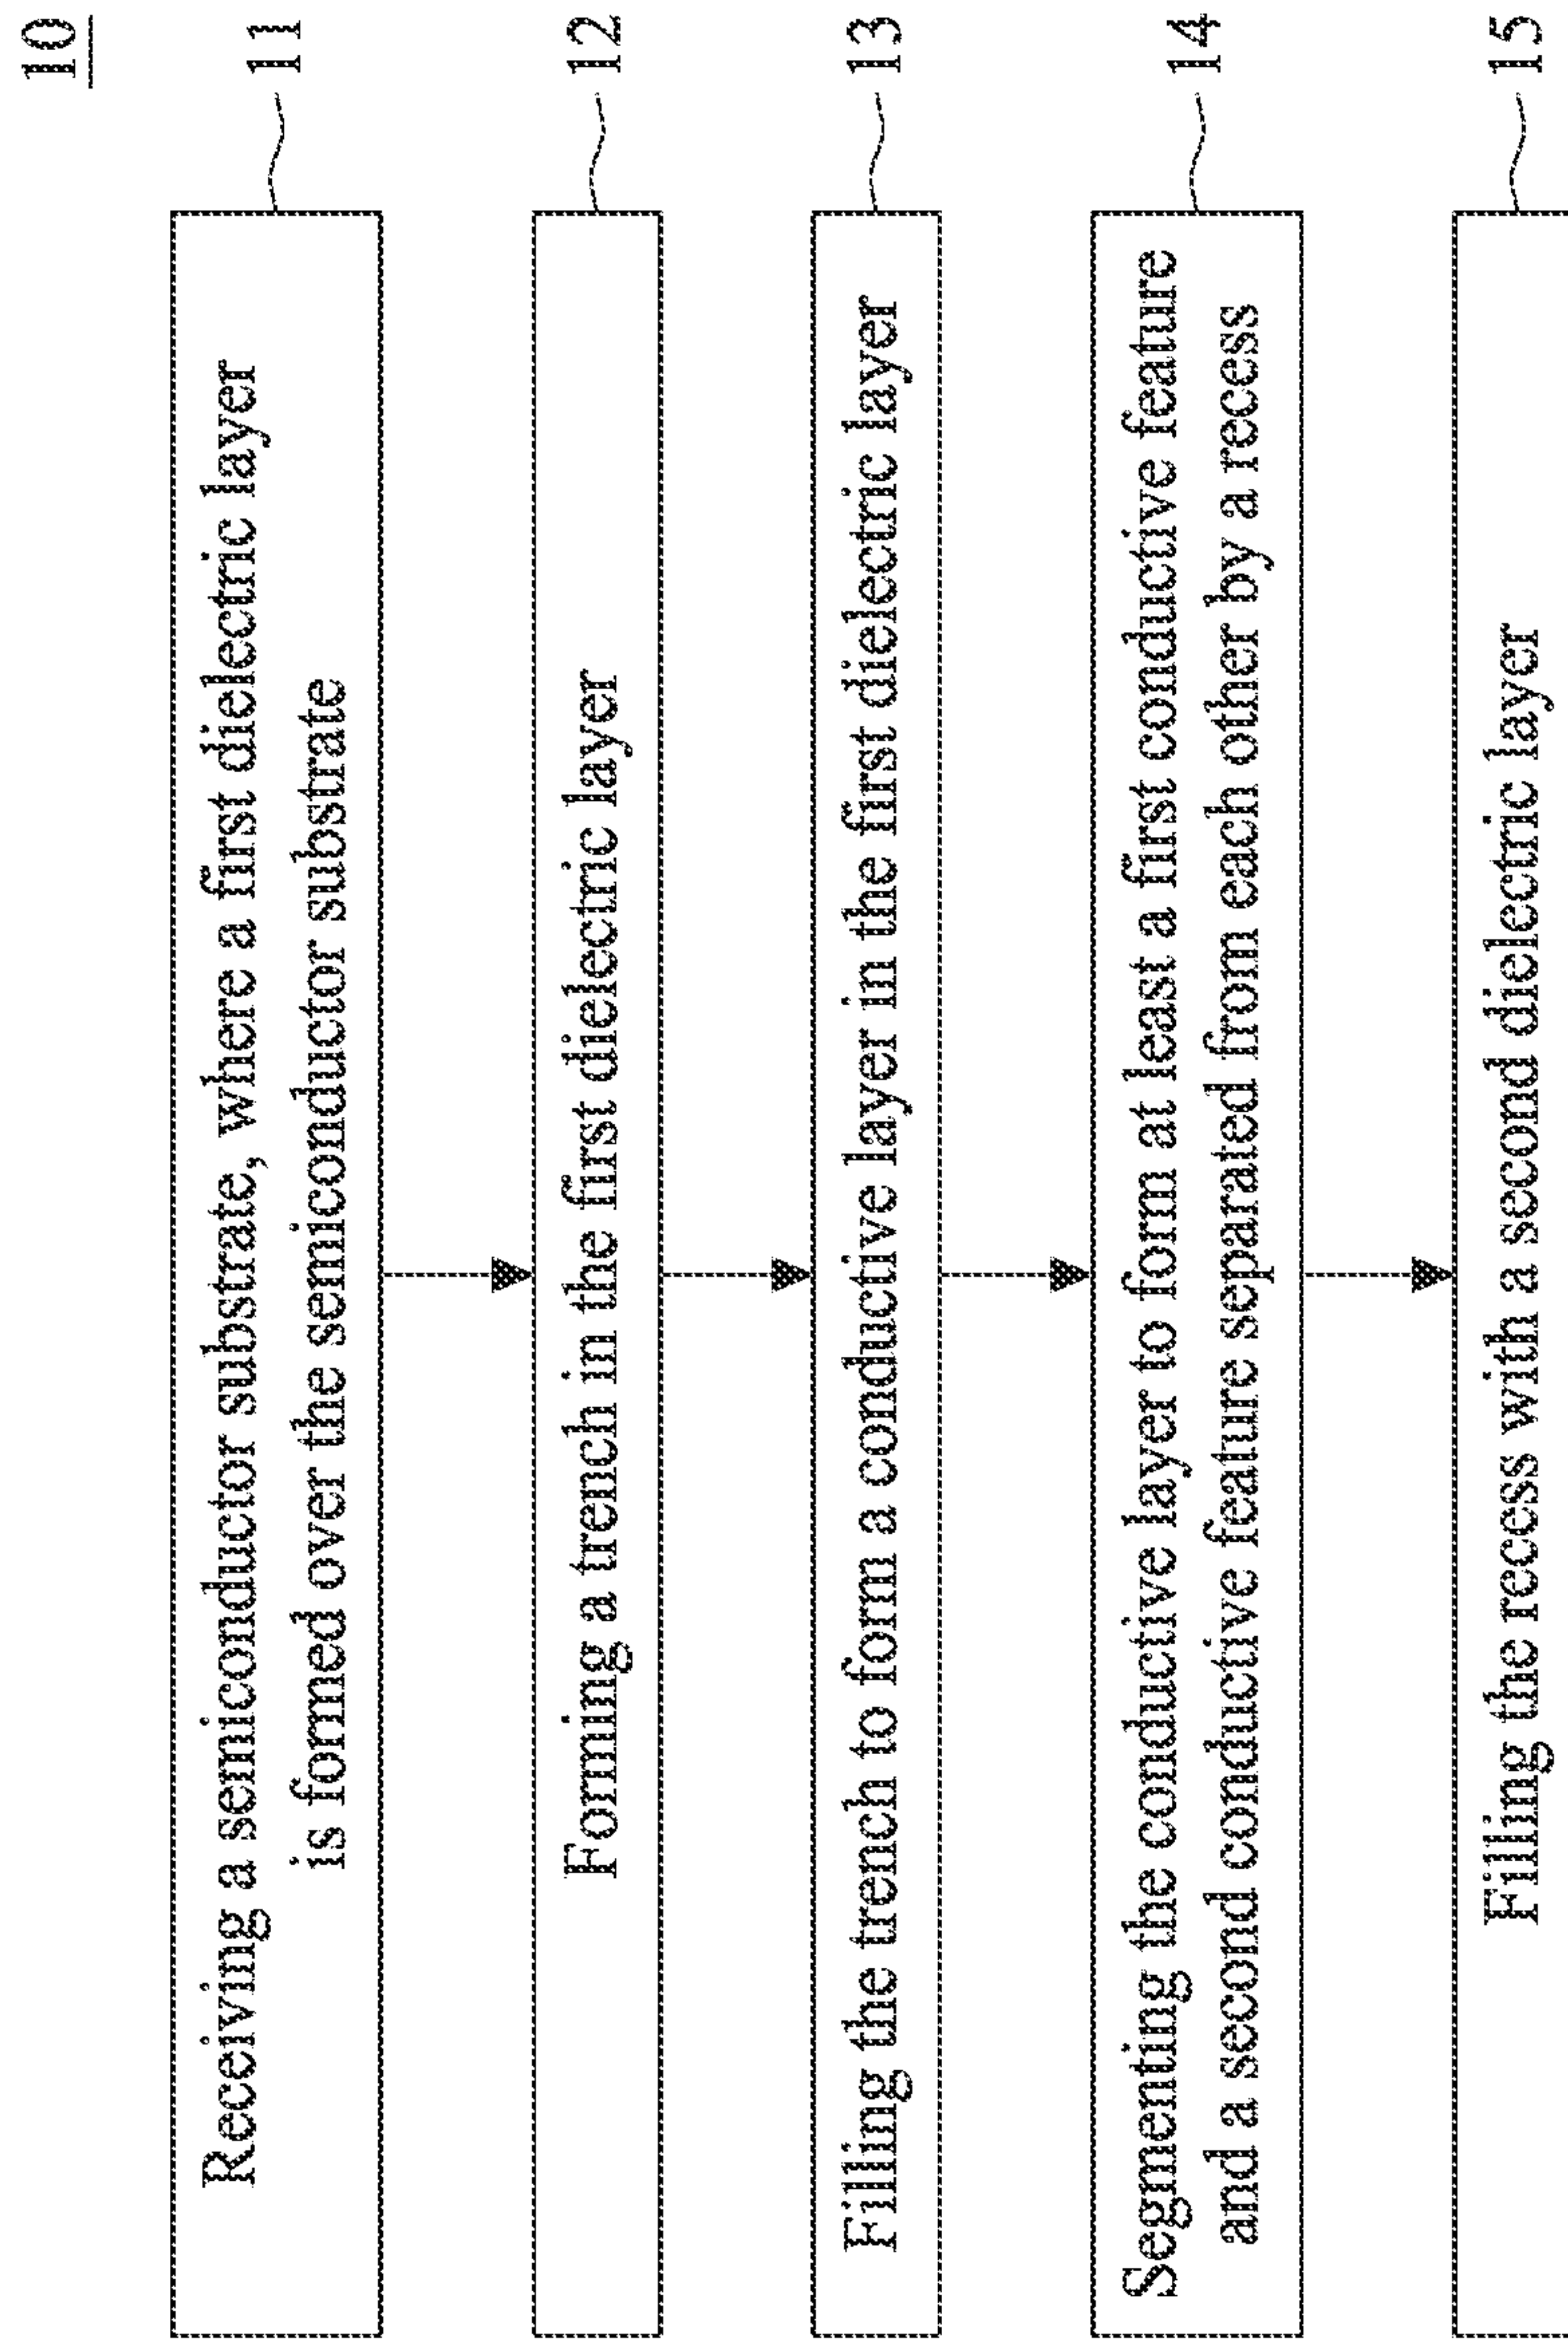 10
Receiving a semiconductor substrate, where a first dielectric layer
is formed over the semiconductor substrate
11
Forming a trench in the first dielectric layer
12
Filling the trench to form a conductive layer in the first dielectric layer
13
Segmenting the conductive layer to form at least a first conductive feature
and a second conductive feature separated from each other by a recess
14
Filling the recess with a second dielectric layer
15